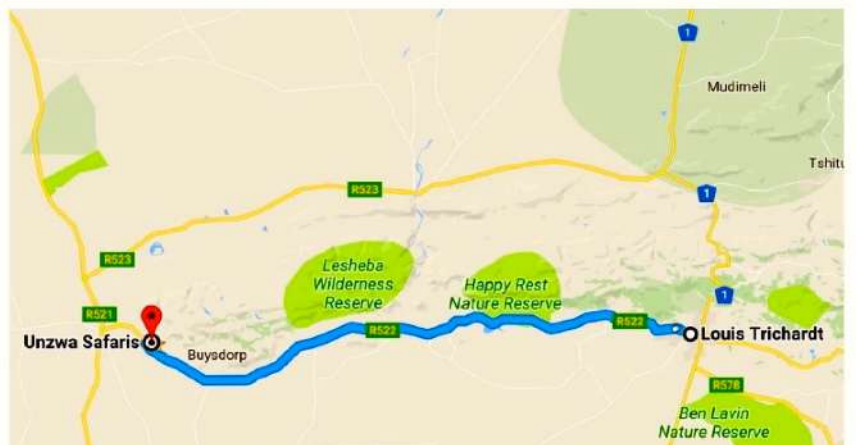 1
Mudimeli
Tshitu
R523
1
R523
Lesheba
Wilderness
Reserve
Happy Rest
Nature Reserve
1
R521
R522
R522
Unzwa Safaris
Louis Trichardt
Buysdorp
R578
Ben Lavin
Nature Reserve